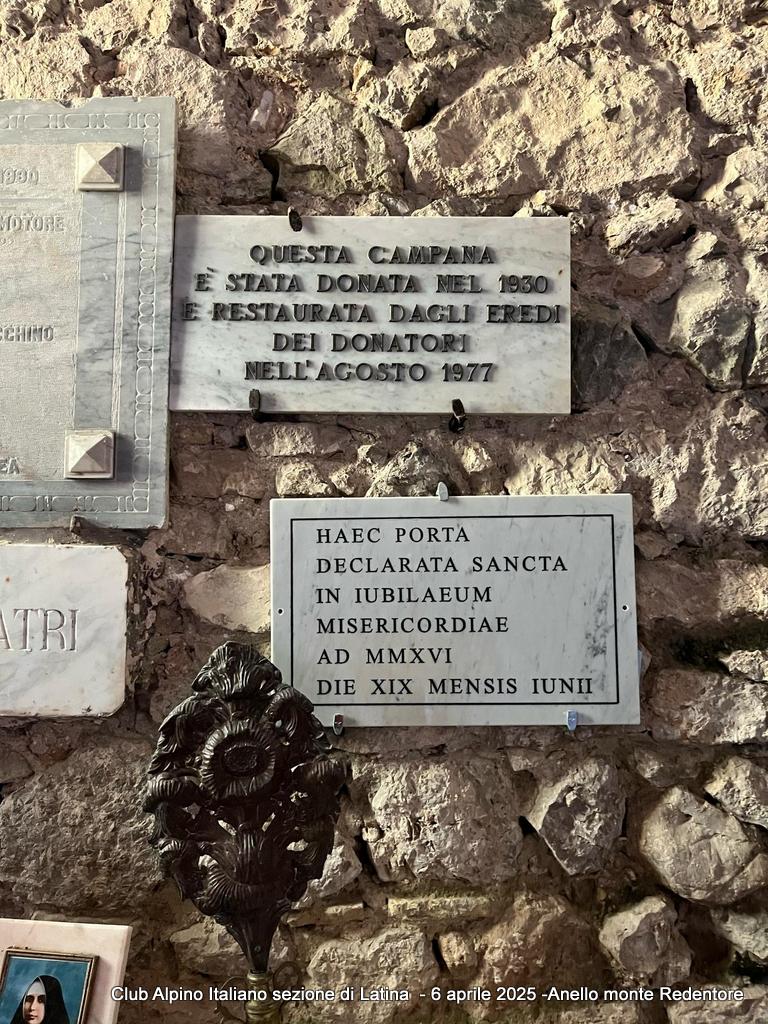 MOTORE
QUESTA CAMPANA
È STATA DONATA NEL 1930
E RESTAURATA DAGLI EREDI
DEI DONATORI
NELL'AGOSTO 1977
HAEC PORTA
DECLARATA SANCTA
IN IUBILAEUM
MISERICORDIAE
AD MMXVI
DIE XIX MENSIS IUNII
Club Alpino Italiano sezione di Latina - 6 aprile 2025 -Anello monte Redentore